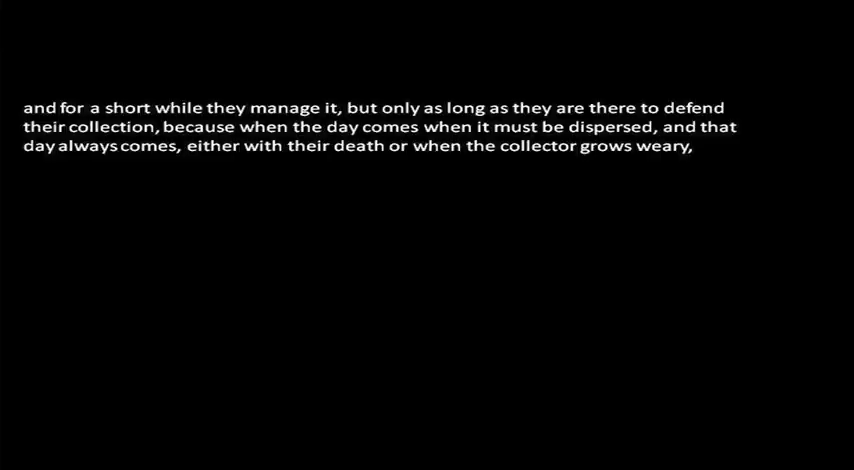 and for a short while they manage it, but only as long as they are there to defend
their collection, because when the day comes when it must be dispersed, and that
day always comes, either with their death or when the collector grows weary,